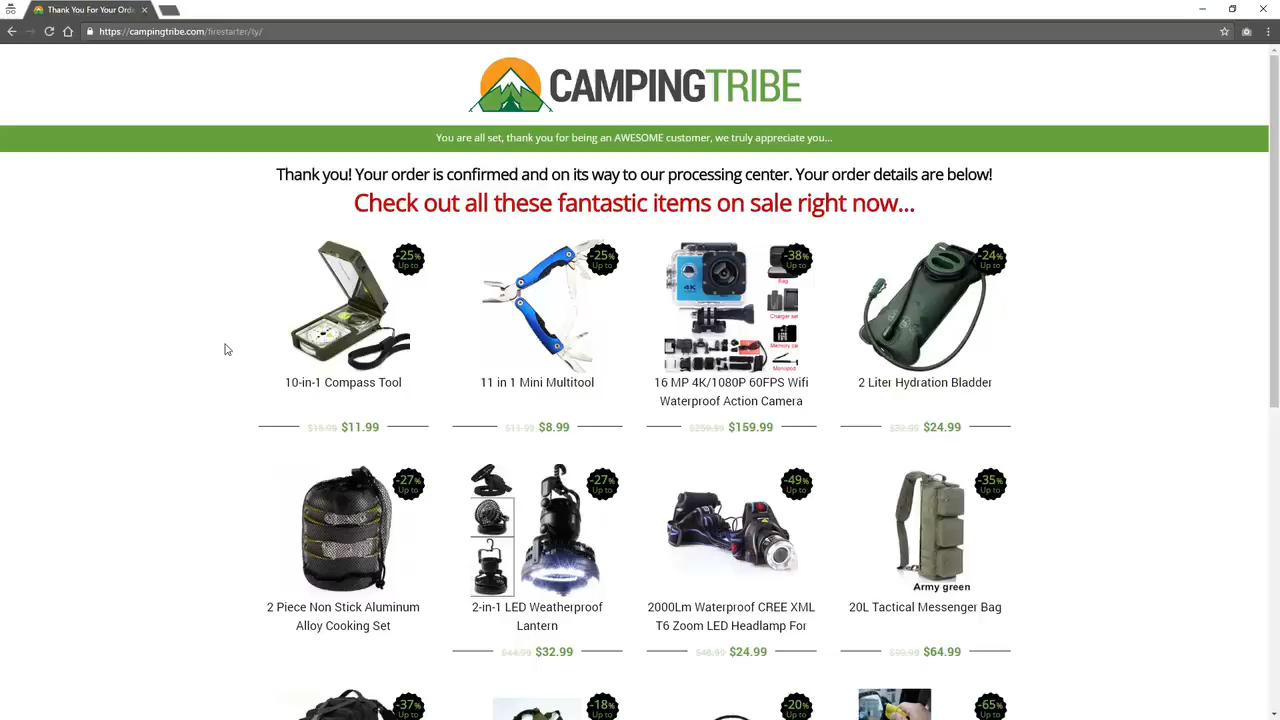 Thank You For Your Orde
https://campingtribe.com/firestarter/ty/
CAMPINGTRIBE
You are all set, thank you for being an AWESOME customer, we truly appreciate you...
Thank you! Your order is confirmed and on its way to our processing center. Your order details are below!
Check out all these fantastic items on sale right now...
-25% Up to
-25% Up to
-38% Up to
-24% Up to
4K
Bag
Charger set
Memory ca
Monopod
10-in-1 Compass Tool
11 in 1 Mini Multitool
16 MP 4K/1080P 60FPS Wifi
Waterproof Action Camera
2 Liter Hydration Bladder
$11.99
$11.99 $8.99
$259.99 $159.99
$32.99 $24.99
-27% Up to
-27% Up to
-49% Up to
-35% Up to
Army green
2 Piece Non Stick Aluminum
Alloy Cooking Set
2-in-1 LED Weatherproof
Lantern
2000Lm Waterproof CREE XML
T6 Zoom LED Headlamp For
20L Tactical Messenger Bag
$44.99 $32.99
$48.99 $24.99
$99.99 $64.99
-37% Up to
-18% Up to
-20% Up to
-65% Up to